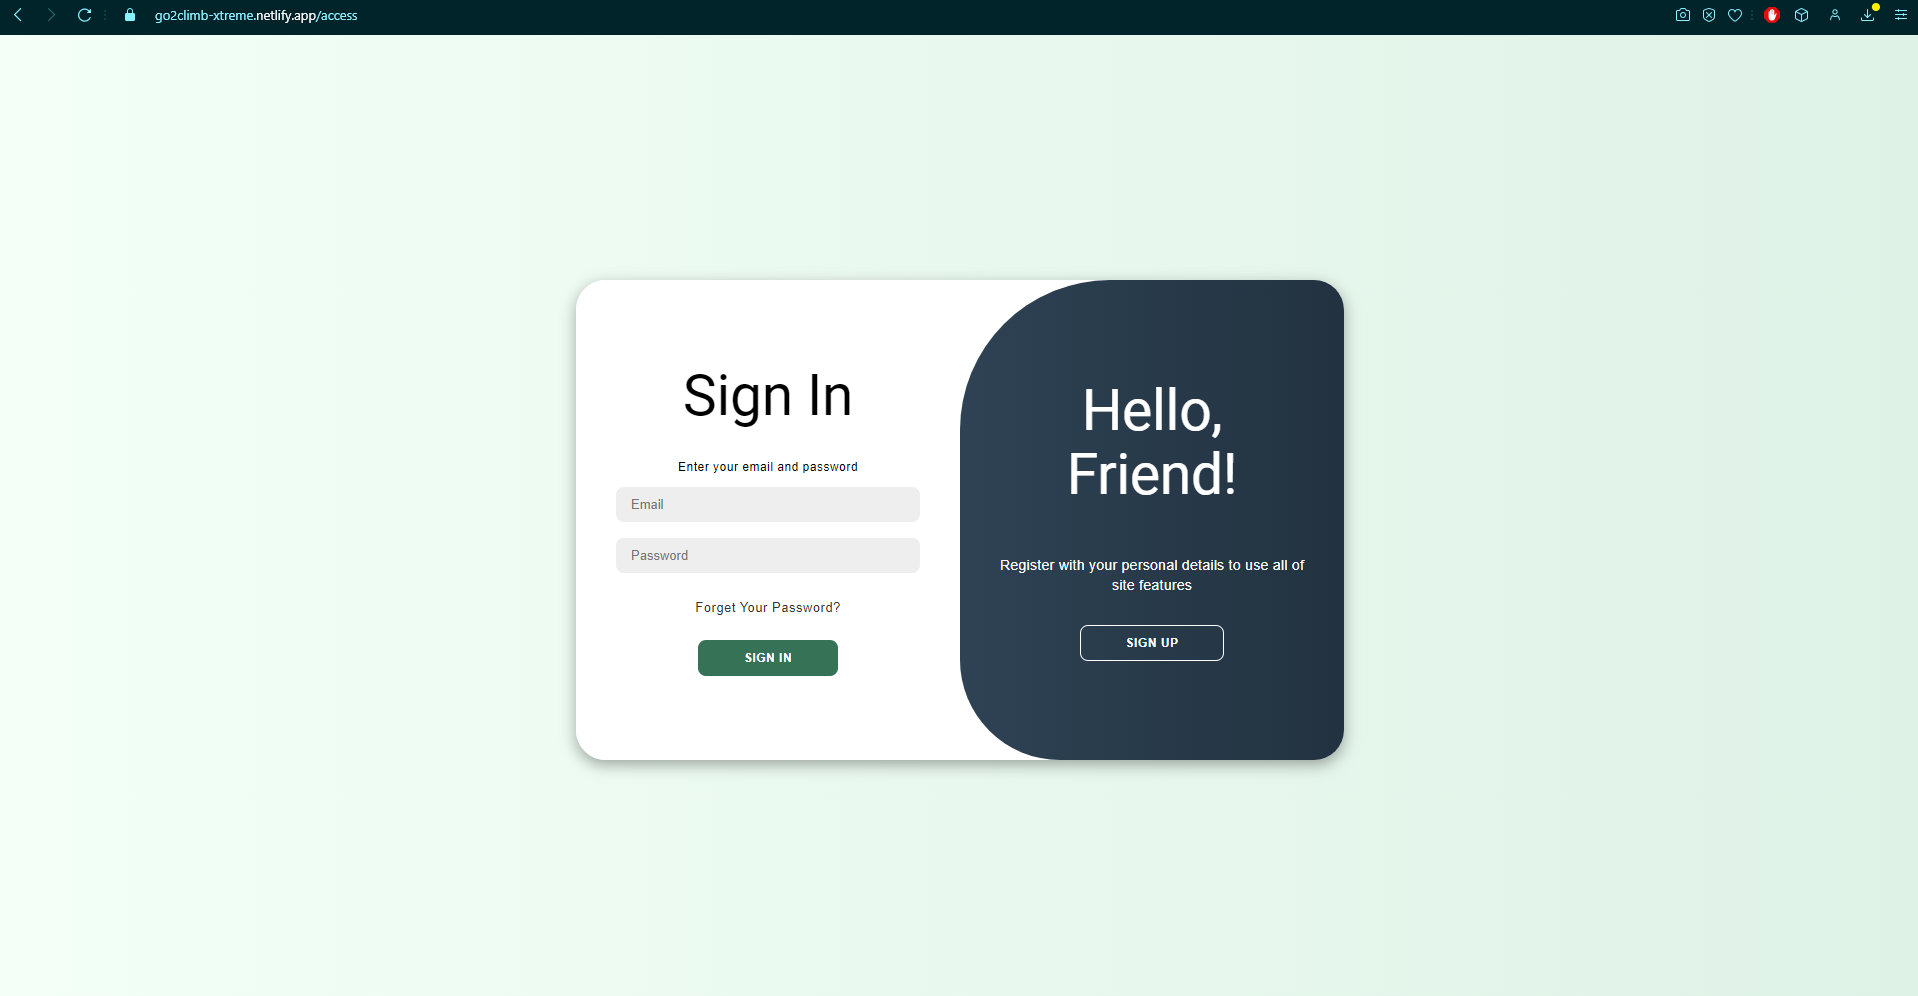 go2climb-xtreme.netlify.app/access
Sign In
Enter your email and password
Email
Password
Forget Your Password?
SIGN IN
Hello,
Friend!
Register with your personal details to use all of
site features
SIGN UP